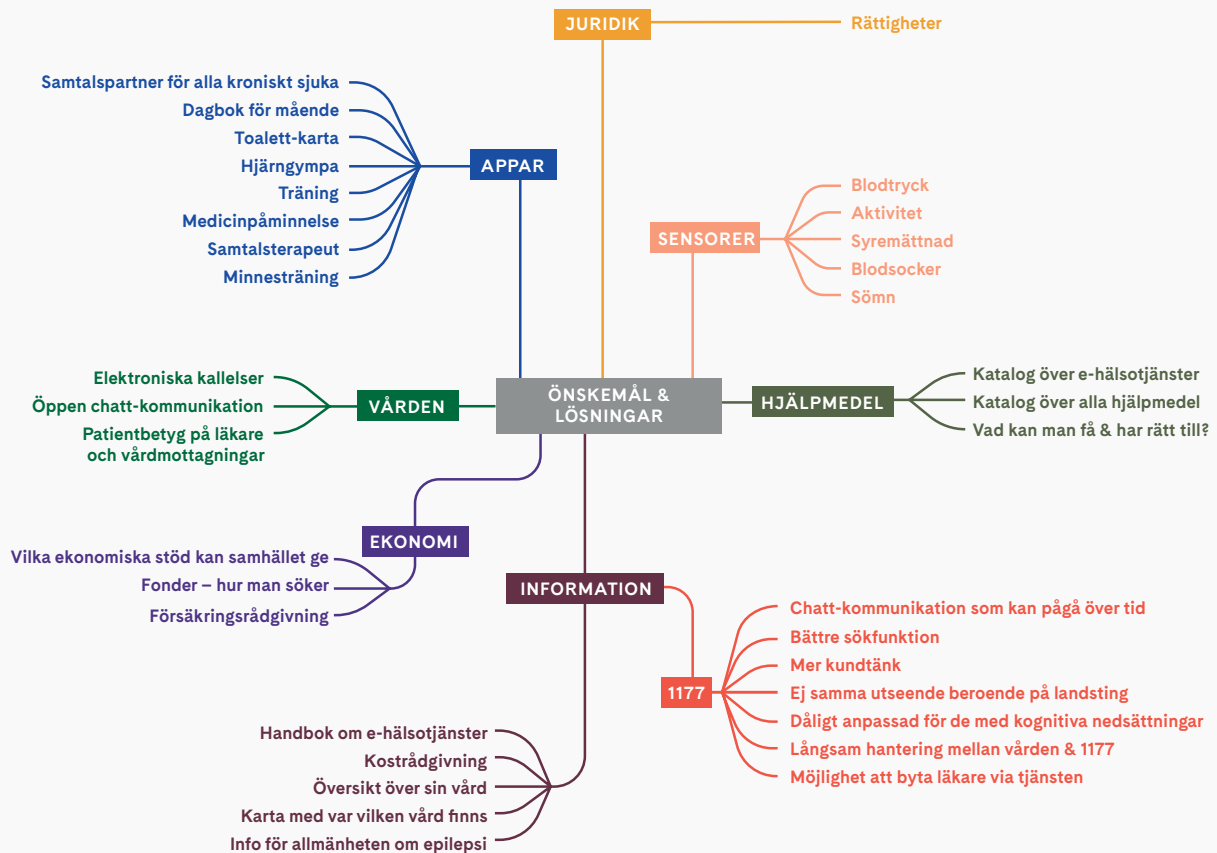 JURIDIK
Rättigheter
Samtalspartner för alla kroniskt sjuka
Dagbok för mående
Toalett-karta
Hjärngympa
Träning
Medicinpåminnelse
Samtalsterapeut
Minnesträning
APPAR
SENSORER
Blodtryck
Aktivitet
Syremättnad
Blodsocker
Sömn
Elektroniska kallelser
Öppen chatt-kommunikation
Patientbetyg på läkare
och vårdmottagningar
VÅRDEN
ÖNSKEMÅL &
LÖSNINGAR
HJÄLPMEDEL
Katalog över e-hälsotjänster
Katalog över alla hjälpmedel
Vad kan man få & har rätt till?
EKONOMI
Vilka ekonomiska stöd kan samhället ge
Fonder – hur man söker
Försäkringsrådgivning
INFORMATION
1177
Chatt-kommunikation som kan pågå över tid
Bättre sökfunktion
Mer kundtänk
Ej samma utseende beroende på landsting
Dåligt anpassad för de med kognitiva nedsättningar
Långsam hantering mellan vården & 1177
Möjlighet att byta läkare via tjänsten
Handbok om e-hälsotjänster
Kostrådgivning
Översikt över sin vård
Karta med var vilken vård finns
Info för allmänheten om epilepsi